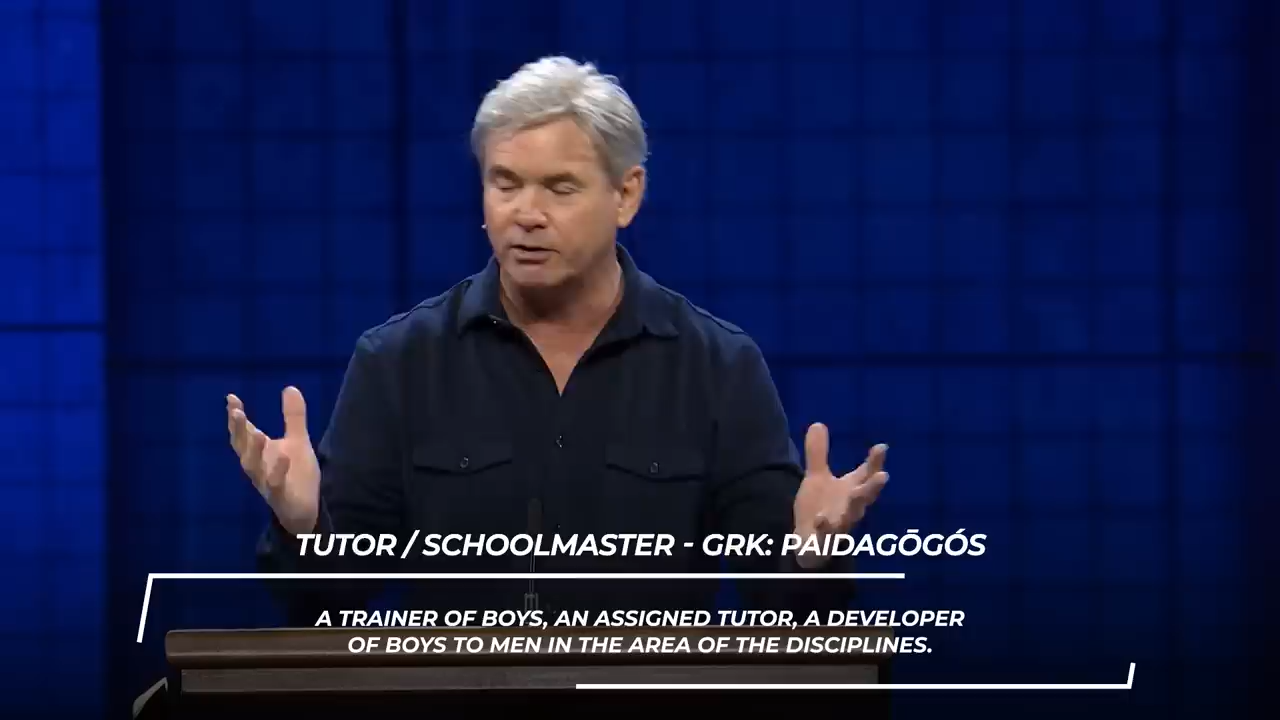 TUTOR / SCHOOLMASTER - GRK: PAIDAGŌGÓS
A TRAINER OF BOYS, AN ASSIGNED TUTOR, A DEVELOPER
OF BOYS TO MEN IN THE AREA OF THE DISCIPLINES.